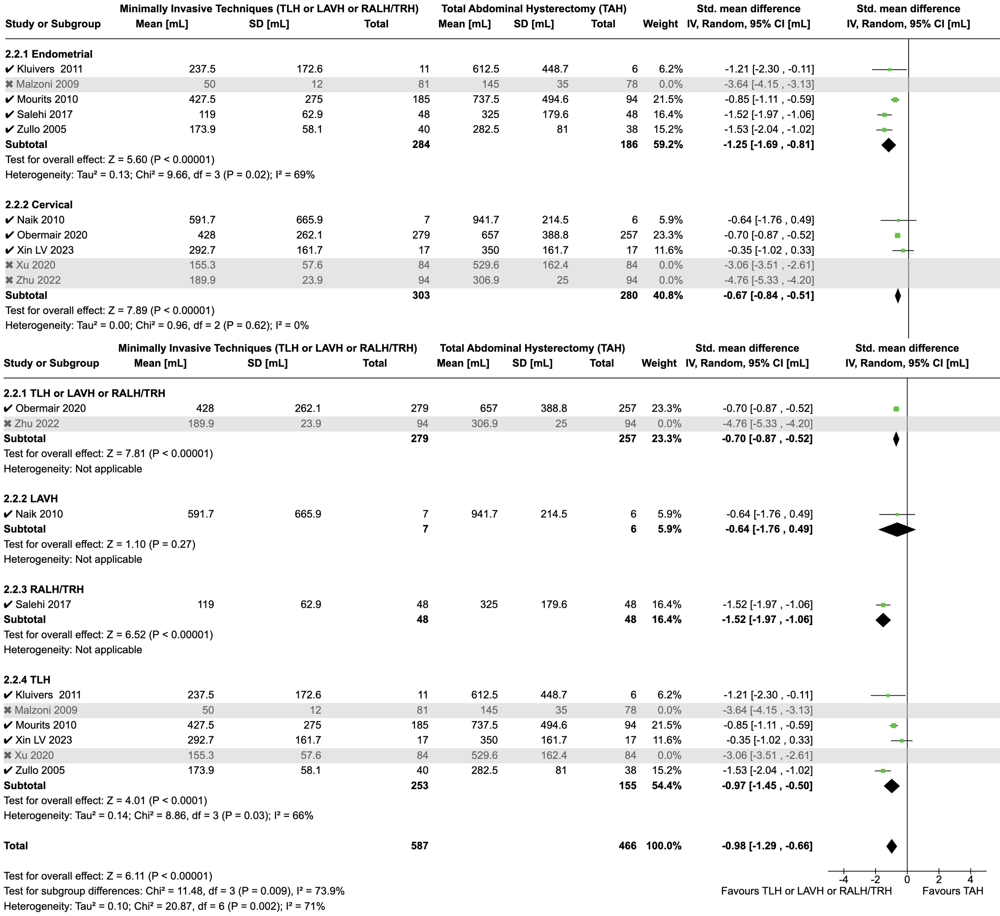 Minimally Invasive Techniques (TLH or LAVH or RALH/TRH) Total Abdominal Hysterectomy (TAH) Std. mean difference Std. mean difference
Study or Subgroup Mean [mL] SD [mL] Total Mean [mL] SD [mL] Total Weight IV, Random, 95% CI [mL] IV, Random, 95% CI [mL]
2.2.1 Endometrial
✔ Kluivers 2011 237.5 172.6 11 612.5 448.7 6 6.2% -1.21 [-2.30 , -0.11]
✖ Malzoni 2009 50 12 81 145 35 78 0.0% -3.64 [-4.15 , -3.13]
✔ Mourits 2010 427.5 275 185 737.5 494.6 94 21.5% -0.85 [-1.11 , -0.59]
✔ Salehi 2017 119 62.9 48 325 179.6 48 16.4% -1.52 [-1.97 , -1.06]
✔ Zullo 2005 173.9 58.1 40 282.5 81 38 15.2% -1.53 [-2.04 , -1.02]
Subtotal 284 186 59.2% -1.25 [-1.69 , -0.81]
Test for overall effect: Z = 5.60 (P < 0.00001)
Heterogeneity: Tau² = 0.13; Chi² = 9.66, df = 3 (P = 0.02); I² = 69%
2.2.2 Cervical
✔ Naik 2010 591.7 665.9 7 941.7 214.5 6 5.9% -0.64 [-1.76 , 0.49]
✔ Obermair 2020 428 262.1 279 657 388.8 257 23.3% -0.70 [-0.87 , -0.52]
✔ Xin LV 2023 292.7 161.7 17 350 161.7 17 11.6% -0.35 [-1.02 , 0.33]
✖ Xu 2020 155.3 57.6 84 529.6 162.4 84 0.0% -3.06 [-3.51 , -2.61]
✖ Zhu 2022 189.9 23.9 94 306.9 25 94 0.0% -4.76 [-5.33 , -4.20]
Subtotal 303 280 40.8% -0.67 [-0.84 , -0.51]
Test for overall effect: Z = 7.89 (P < 0.00001)
Heterogeneity: Tau² = 0.00; Chi² = 0.96, df = 2 (P = 0.62); I² = 0%
Minimally Invasive Techniques (TLH or LAVH or RALH/TRH) Total Abdominal Hysterectomy (TAH) Std. mean difference Std. mean difference
Study or Subgroup Mean [mL] SD [mL] Total Mean [mL] SD [mL] Total Weight IV, Random, 95% CI [mL] IV, Random, 95% CI [mL]
2.2.1 TLH or LAVH or RALH/TRH
✔ Obermair 2020 428 262.1 279 657 388.8 257 23.3% -0.70 [-0.87 , -0.52]
✖ Zhu 2022 189.9 23.9 94 306.9 25 94 0.0% -4.76 [-5.33 , -4.20]
Subtotal 279 257 23.3% -0.70 [-0.87 , -0.52]
Test for overall effect: Z = 7.81 (P < 0.00001)
Heterogeneity: Not applicable
2.2.2 LAVH
✔ Naik 2010 591.7 665.9 7 941.7 214.5 6 5.9% -0.64 [-1.76 , 0.49]
Subtotal 7 6 5.9% -0.64 [-1.76 , 0.49]
Test for overall effect: Z = 1.10 (P = 0.27)
Heterogeneity: Not applicable
2.2.3 RALH/TRH
✔ Salehi 2017 119 62.9 48 325 179.6 48 16.4% -1.52 [-1.97 , -1.06]
Subtotal 48 48 16.4% -1.52 [-1.97 , -1.06]
Test for overall effect: Z = 6.52 (P < 0.00001)
Heterogeneity: Not applicable
2.2.4 TLH
✔ Kluivers 2011 237.5 172.6 11 612.5 448.7 6 6.2% -1.21 [-2.30 , -0.11]
✖ Malzoni 2009 50 12 81 145 35 78 0.0% -3.64 [-4.15 , -3.13]
✔ Mourits 2010 427.5 275 185 737.5 494.6 94 21.5% -0.85 [-1.11 , -0.59]
✔ Xin LV 2023 292.7 161.7 17 350 161.7 17 11.6% -0.35 [-1.02 , 0.33]
✖ Xu 2020 155.3 57.6 84 529.6 162.4 84 0.0% -3.06 [-3.51 , -2.61]
✔ Zullo 2005 173.9 58.1 40 282.5 81 38 15.2% -1.53 [-2.04 , -1.02]
Subtotal 253 155 54.4% -0.97 [-1.45 , -0.50]
Test for overall effect: Z = 4.01 (P < 0.0001)
Heterogeneity: Tau² = 0.14; Chi² = 8.86, df = 3 (P = 0.03); I² = 66%
Total 587 466 100.0% -0.98 [-1.29 , -0.66]
Test for overall effect: Z = 6.11 (P < 0.00001)
-4 -2 0 2 4
Test for subgroup differences: Chi² = 11.48, df = 3 (P = 0.009), I² = 73.9%
Favours TLH or LAVH or RALH/TRH Favours TAH
Heterogeneity: Tau² = 0.10; Chi² = 20.87, df = 6 (P = 0.002); I² = 71%